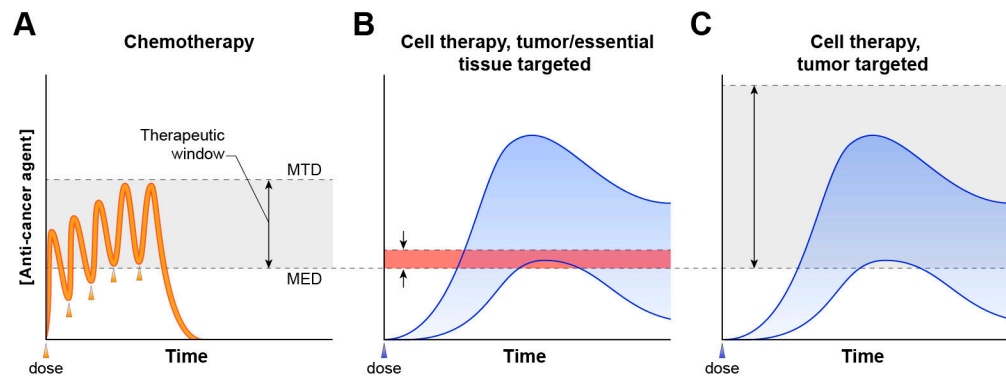 A
Chemotherapy
[Anti-cancer agent]
Therapeutic
window
MTD
MED
Time
dose
B
Cell therapy, tumor/essential
tissue targeted
Time
dose
C
Cell therapy,
tumor targeted
Time
dose